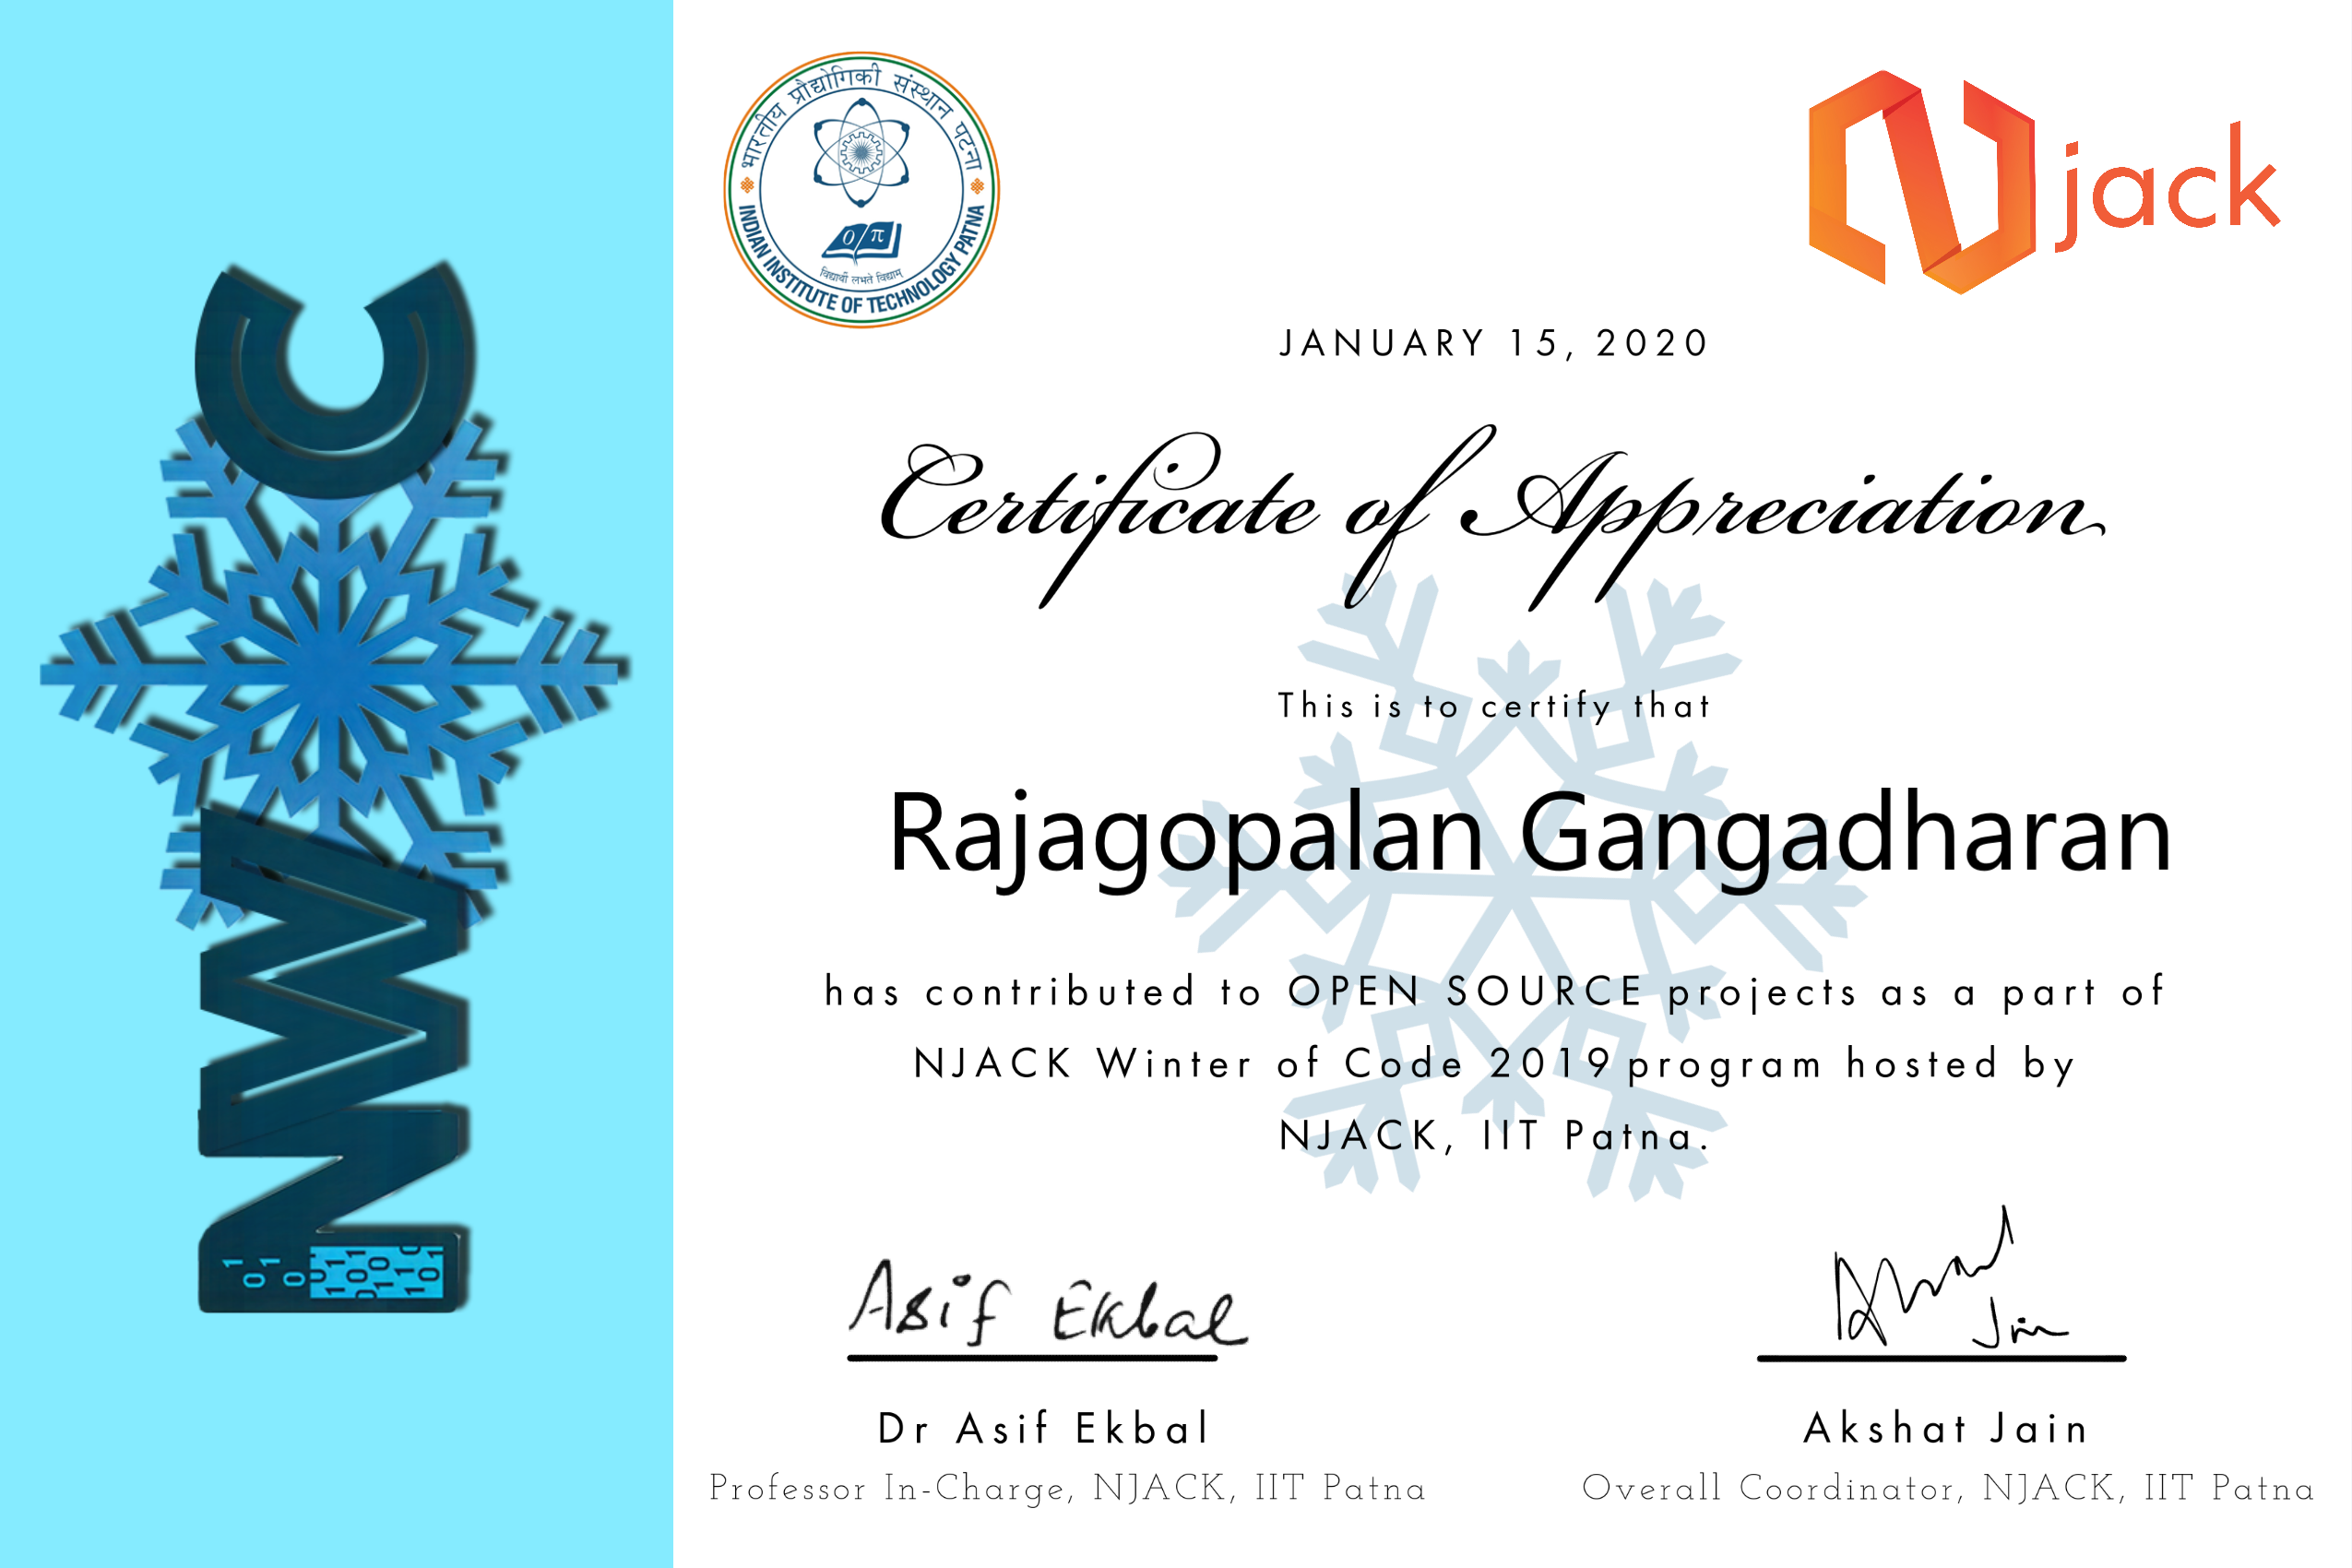 NWC
भारतीय प्रौद्योगिकी संस्थान पटना
विद्यार्थी लभते विद्याम्
INDIAN INSTITUTE OF TECHNOLOGY PATNA
0 π
Njack
JANUARY 15, 2020
Certificate of Appreciation
This is to certify that
Rajagopalan Gangadharan
has contributed to OPEN SOURCE projects as a part of
NJACK Winter of Code 2019 program hosted by
NJACK, IIT Patna.
Asif Ekbal
Jain
Dr Asif Ekbal
Akshat Jain
Professor In-Charge, NJACK, IIT Patna
Overall Coordinator, NJACK, IIT Patna